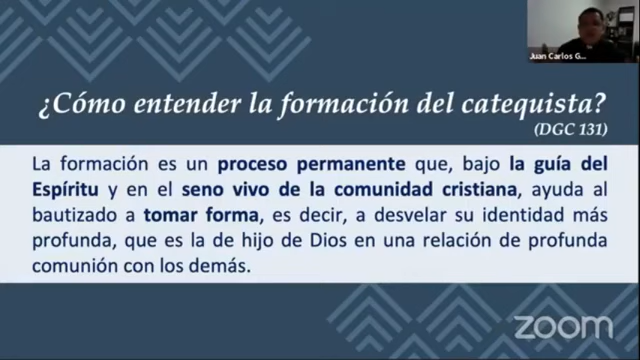 Juan Carlos G...
¿Cómo entender la formación del catequista?
(DGC 131)
La formación es un proceso permanente que, bajo la guía del
Espíritu y en el seno vivo de la comunidad cristiana, ayuda al
bautizado a tomar forma, es decir, a desvelar su identidad más
profunda, que es la de hijo de Dios en una relación de profunda
comunión con los demás.
zoom